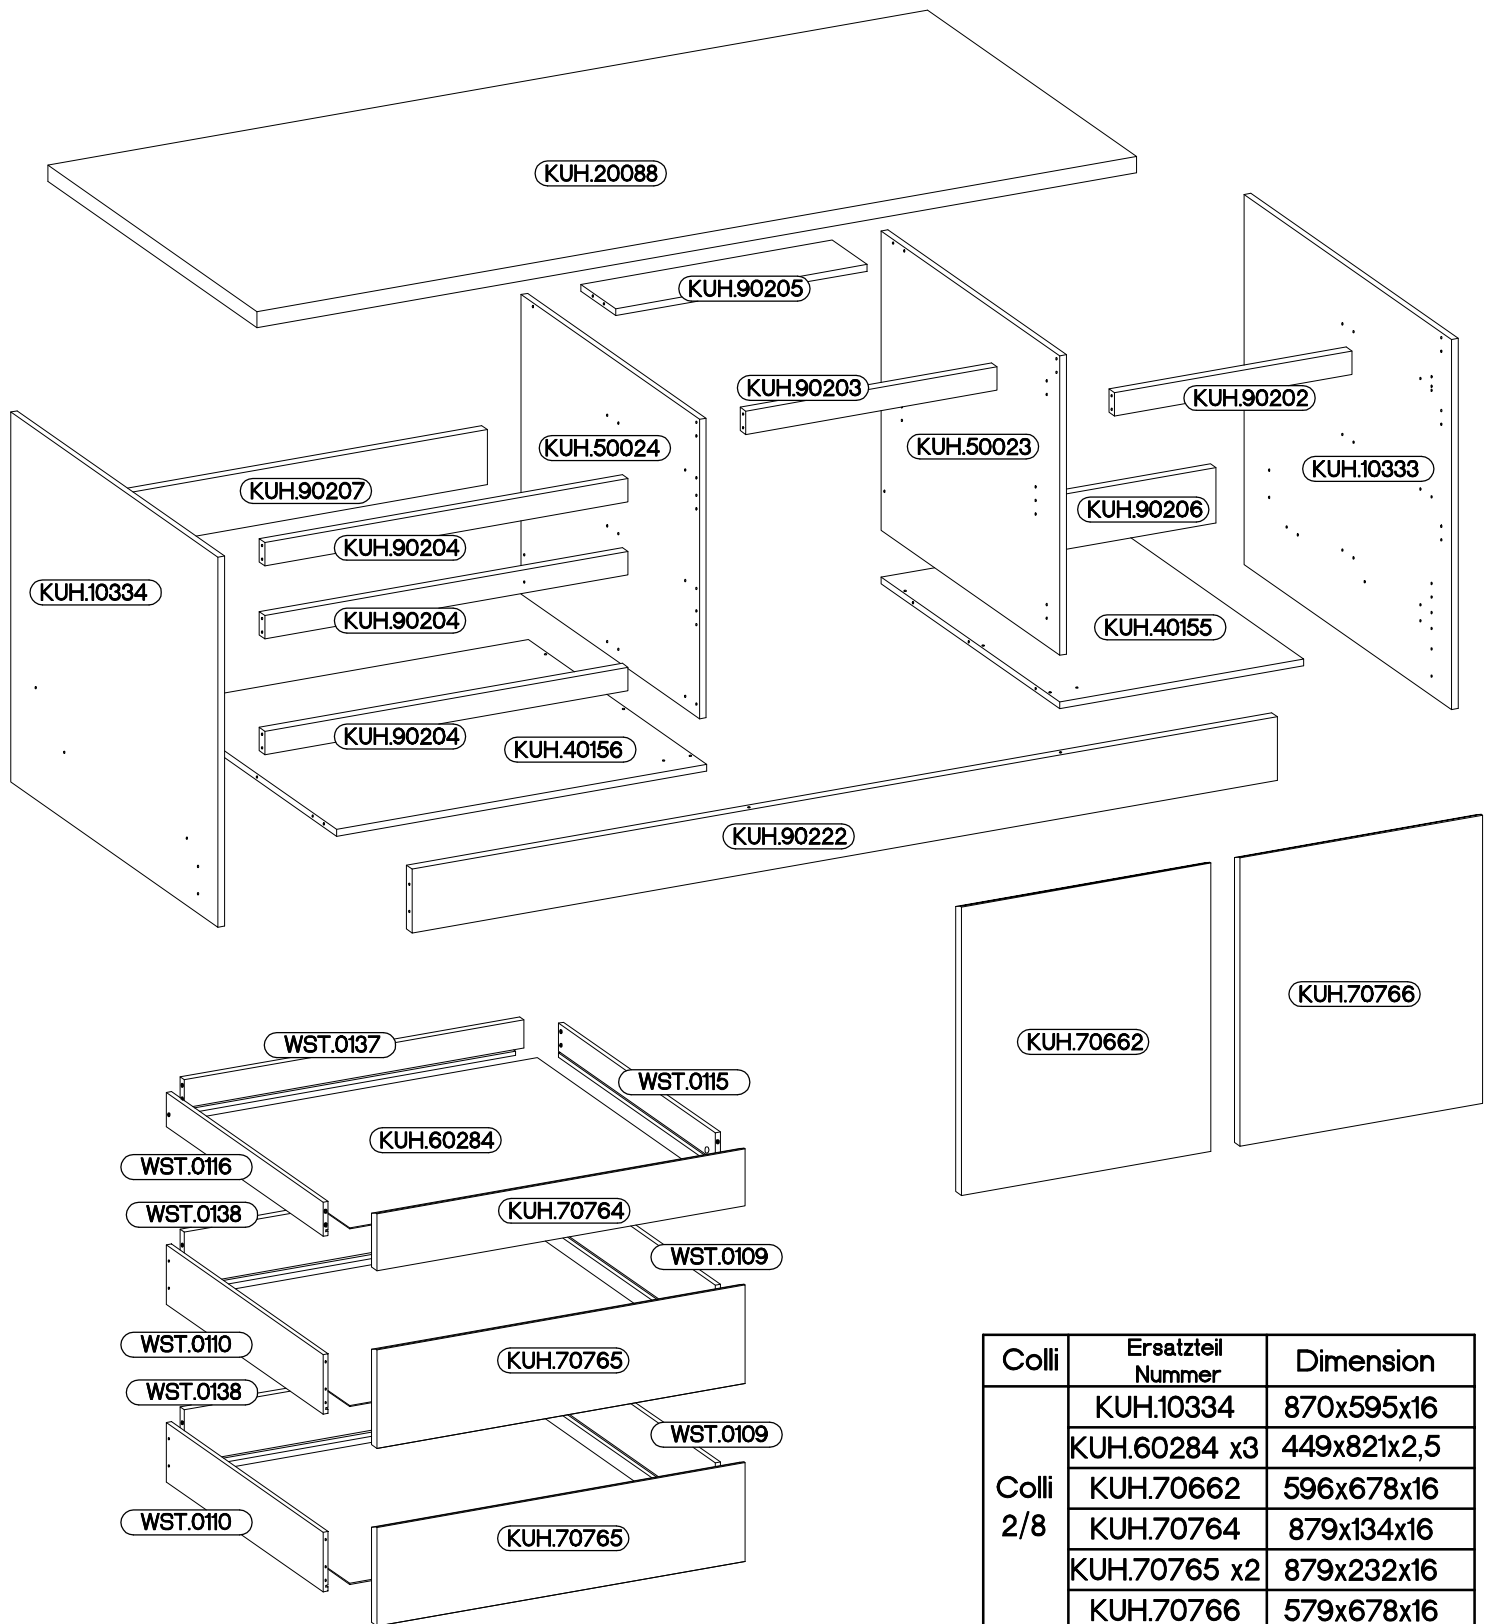 KUH.20088
KUH.90205
KUH.90203
KUH.90202
KUH.50024
KUH.50023
KUH.10333
KUH.90207
KUH.90206
KUH.90204
KUH.10334
KUH.90204
KUH.40155
KUH.90204
KUH.40156
KUH.90222
KUH.70766
KUH.70662
WST.0137
WST.0115
KUH.60284
WST.0116
WST.0138
KUH.70764
WST.0109
WST.0110
KUH.70765
WST.0138
WST.0109
WST.0110
KUH.70765
Colli Ersatzteil Nummer Dimension
Colli 2/8
KUH.10334 870x595x16
KUH.60284 x3 449x821x2,5
KUH.70662 596x678x16
KUH.70764 879x134x16
KUH.70765 x2 879x232x16
KUH.70766 579x678x16